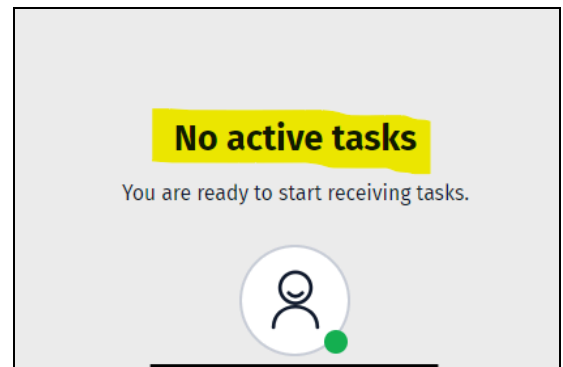 No active tasks
You are ready to start receiving tasks.